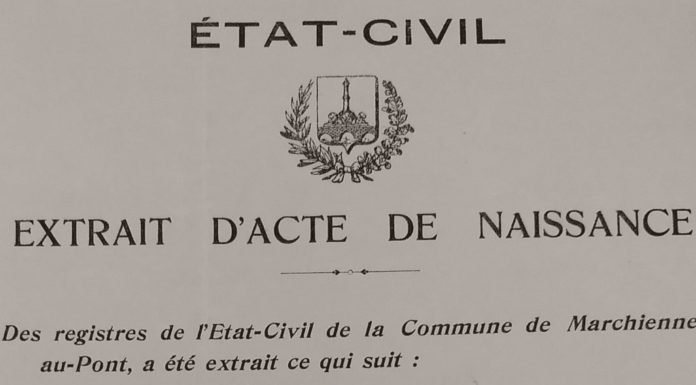 ÉTAT-CIVIL
EXTRAIT D'ACTE DE NAISSANCE
Des registres de l'Etat-Civil de la Commune de Marchienne
au-Pont, a été extrait ce qui suit :